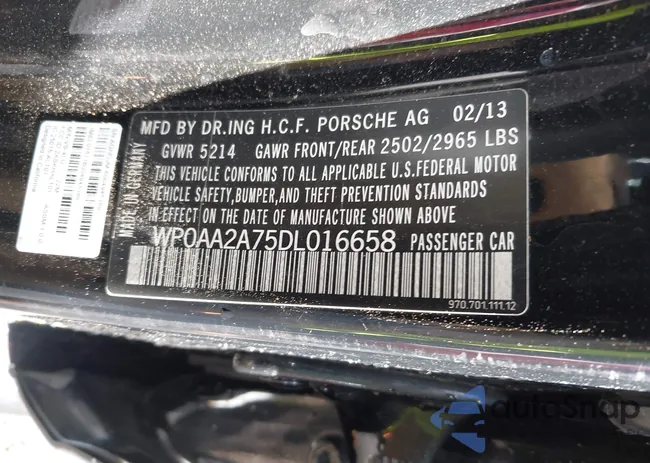 MFD BY DR.ING H.C.F. PORSCHE AG 02/13
GVWR 5214 GAWR FRONT/REAR 2502/2965 LBS
THIS VEHICLE CONFORMS TO ALL APPLICABLE U.S.FEDERAL MOTOR
VEHICLE SAFETY,BUMPER,AND THEFT PREVENTION STANDARDS
IN EFFECT ON THE DATE OF MANUFACTURE SHOWN ABOVE
WP0AA2A75DL016658 PASSENGER CAR
970.701.111.12
MADE IN GERMANY
autoSnap